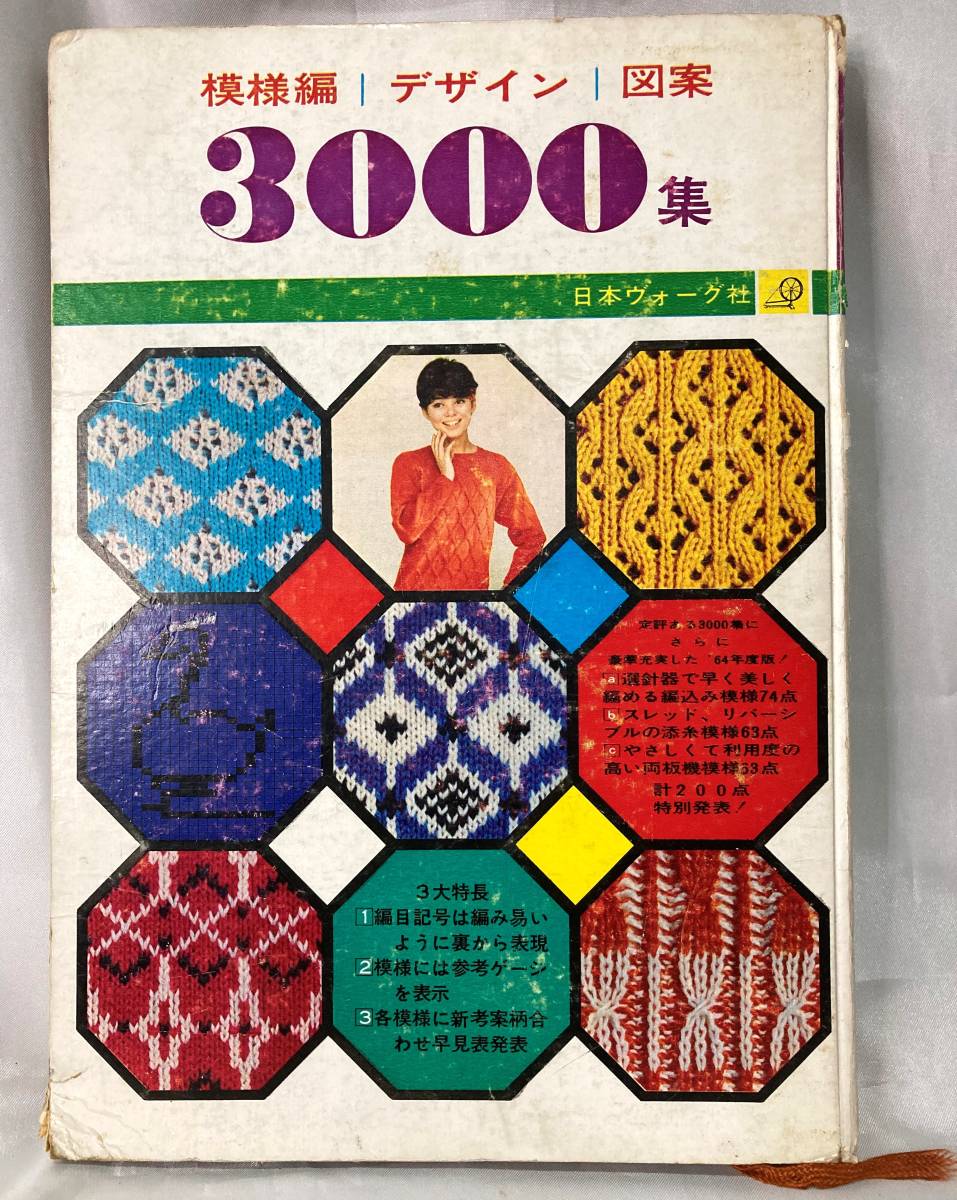 模様編 | デザイン | 図案
3000集
日本ヴォーグ社
定評ある3000集に
さらに
豪華充実した '64年度版!
a 選針器で早く美しく
編める編込み模様74点
b スレッド、リバーシ
ブルの添糸模様63点
c やさしくて利用度の
高い両板機模様63点
計200点
特別発表!
3大特長
1 編目記号は編み易い
ように裏から表現
2 模様には参考ゲージ
を表示
3 各模様に新考案柄合
わせ早見表発表